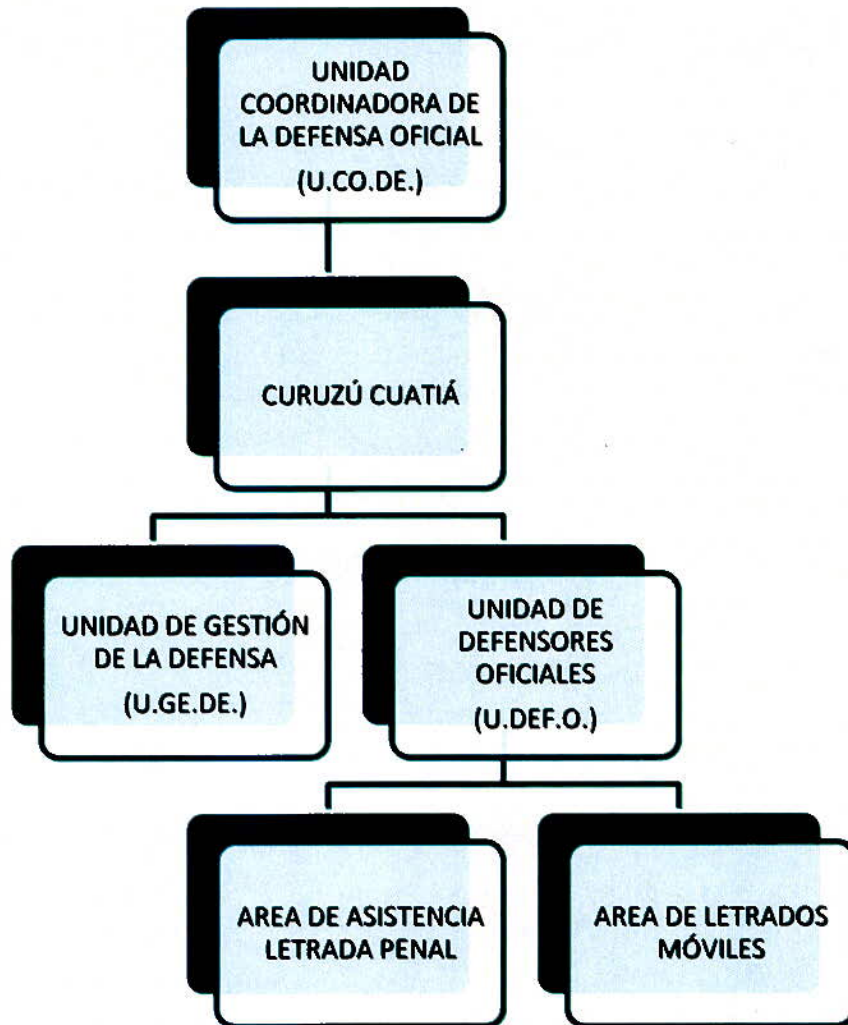 UNIDAD
COORDINADORA DE
LA DEFENSA OFICIAL
(U.CO.DE.)
CURUZÚ CUATIÁ
UNIDAD DE GESTIÓN
DE LA DEFENSA
(U.GE.DE.)
UNIDAD DE
DEFENSORES
OFICIALES
(U.DEF.O.)
AREA DE ASISTENCIA
LETRADA PENAL
AREA DE LETRADOS
MÓVILES